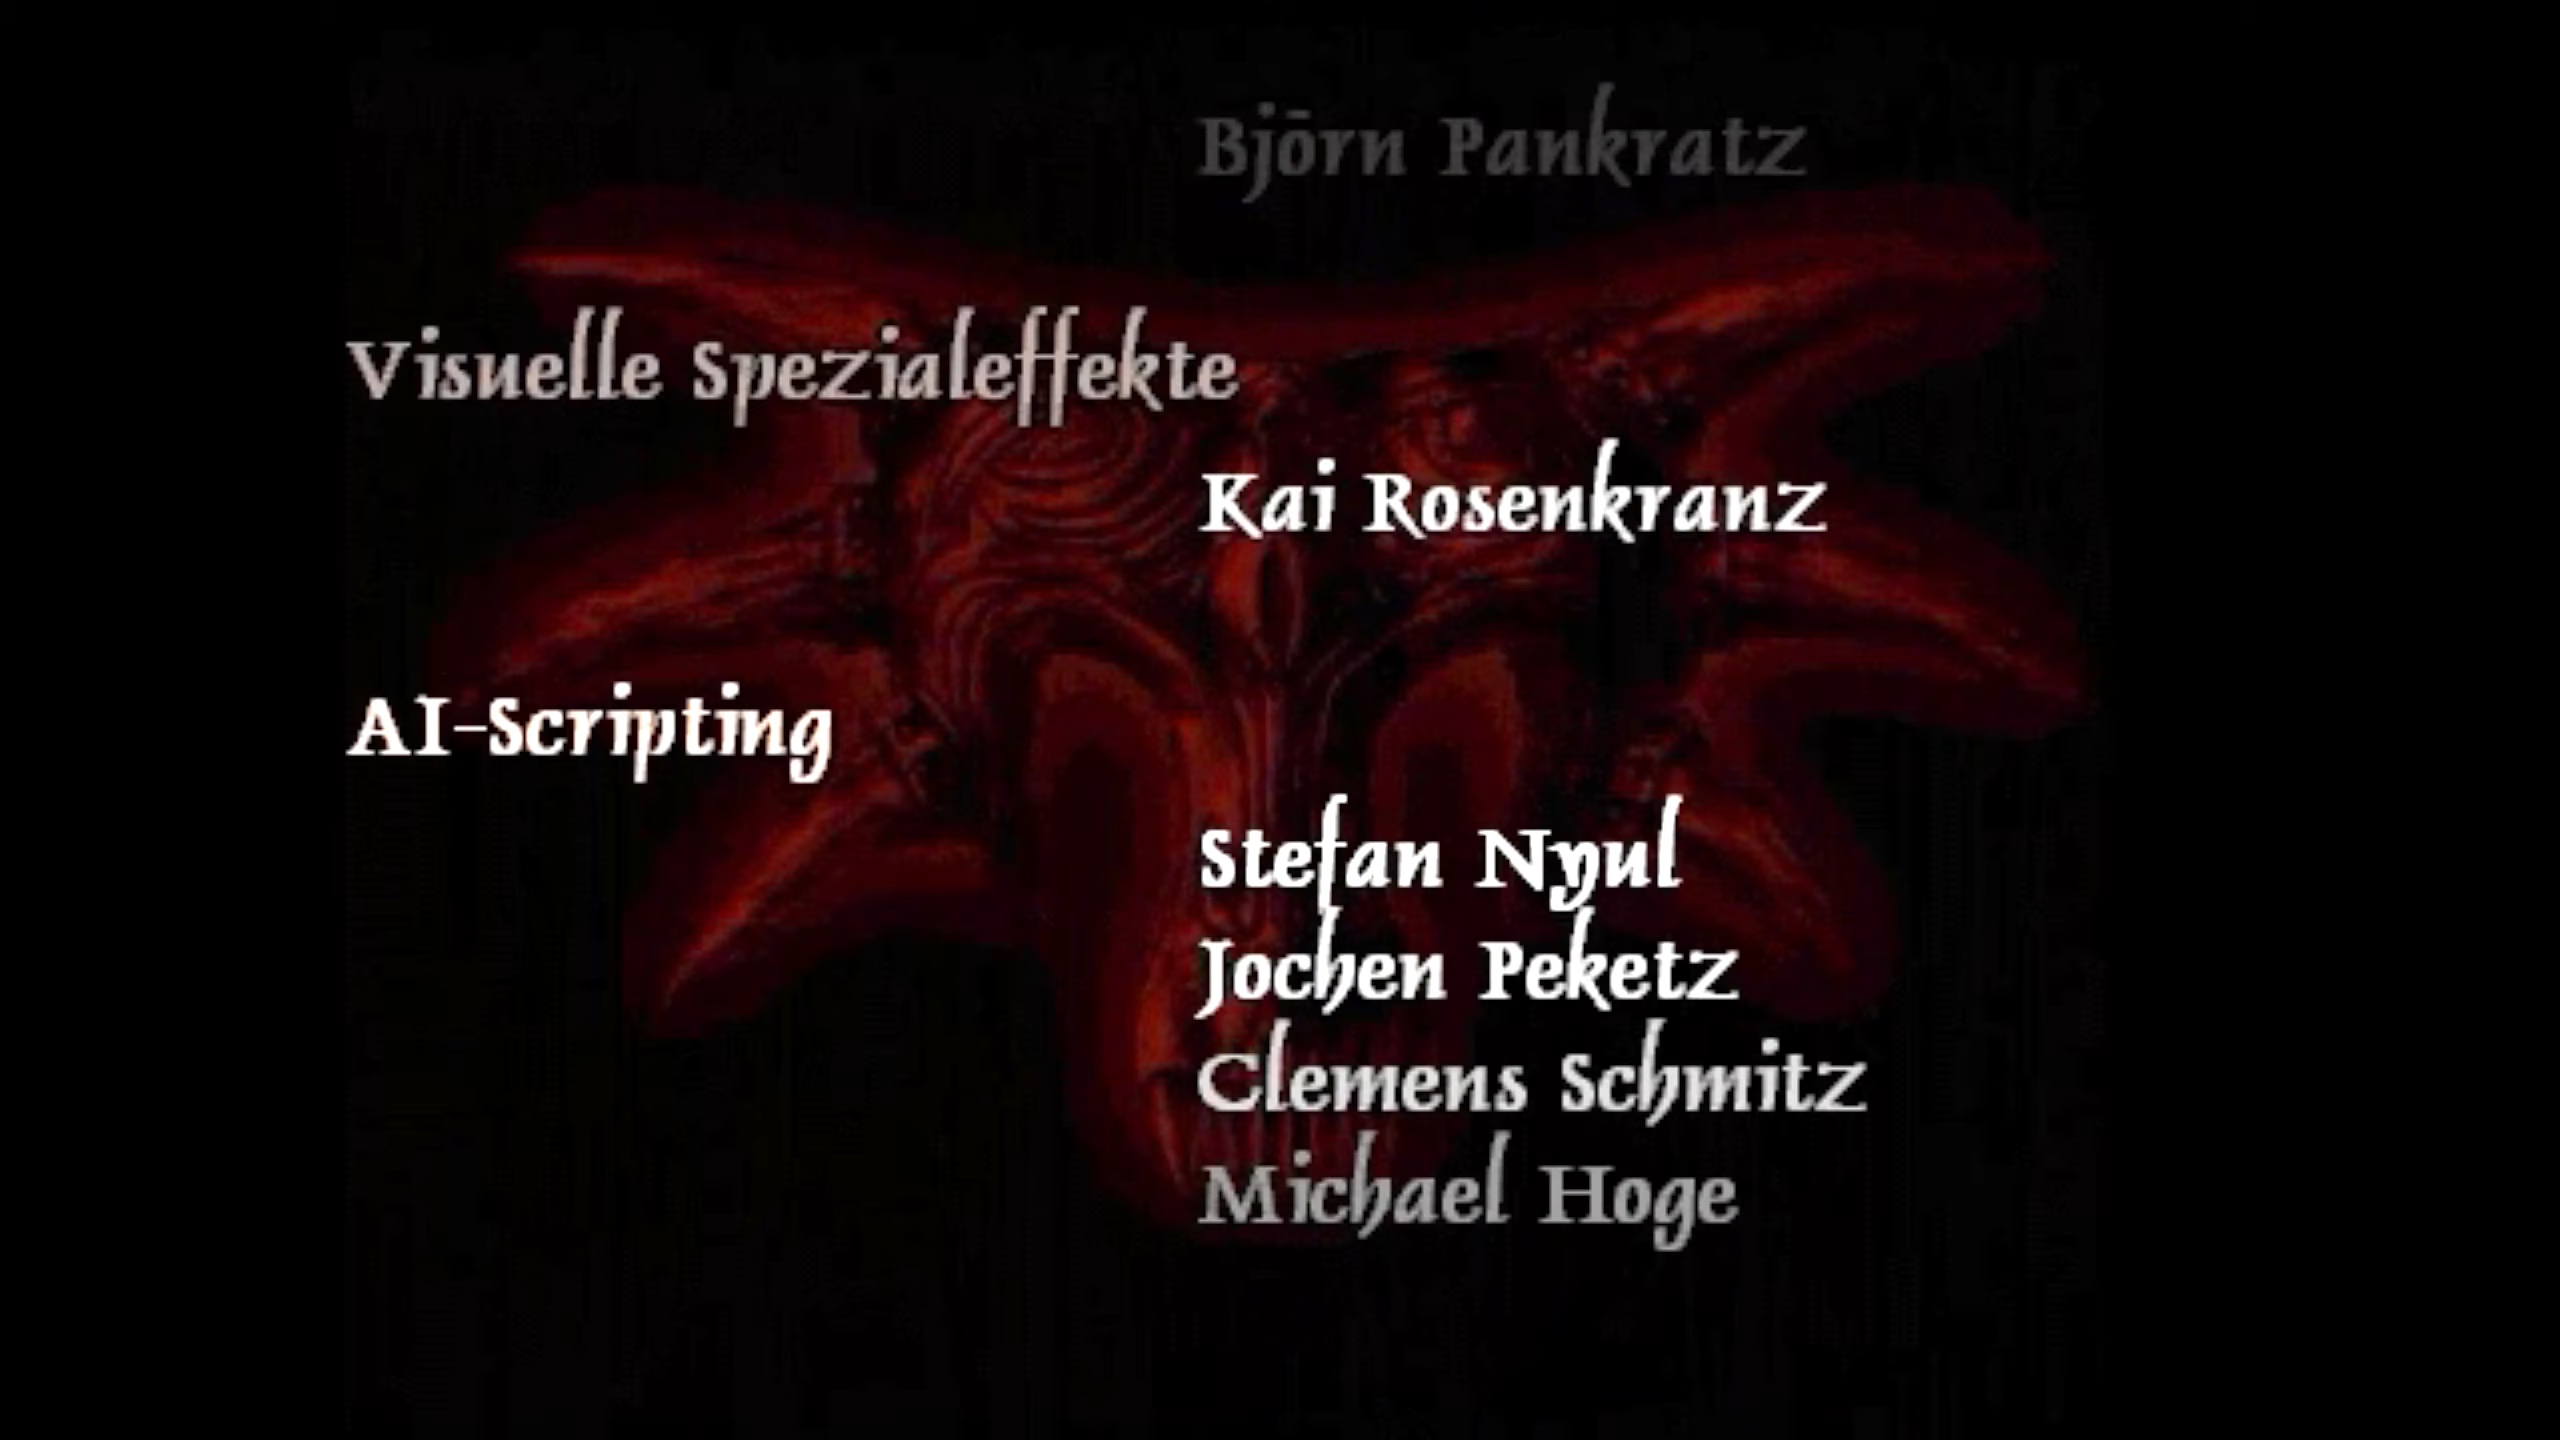 Björn Pankratz
Visuelle Spezialeffekte
Kai Rosenkranz
AI-Scripting
Stefan Nyul
Jochen Peketz
Clemens Schmitz
Michael Hoge